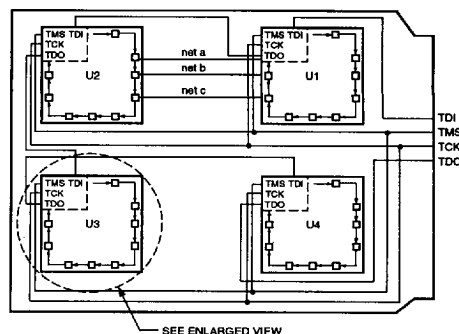 TMS TDI
TCK
TDO
U2
net a
net b
net c
TMS TDI
TCK
TDO
U1
TDI
TMS
TCK
TDO
TMS TDI
TCK
TDO
U3
TMS TDI
TCK
TDO
U4
SEE ENLARGED VIEW